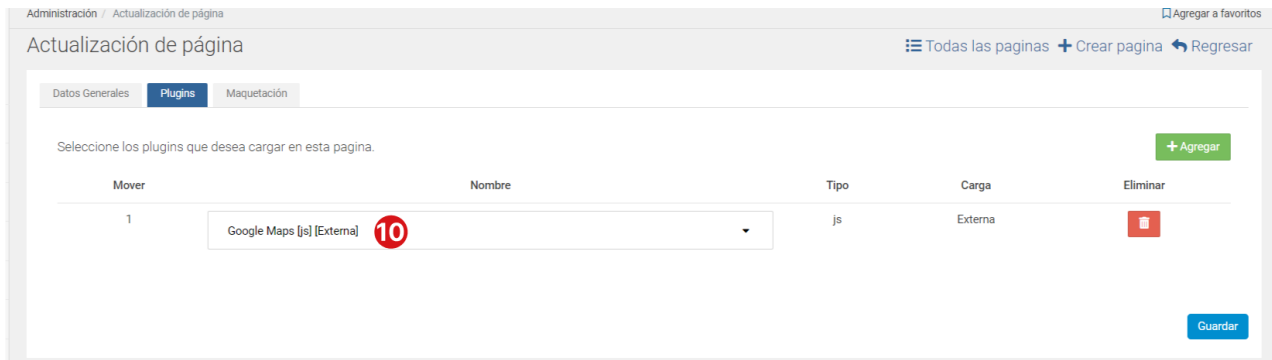 Administración / Actualización de página
Agregar a favoritos
Actualización de página
Todas las paginas Crear pagina Regresar
Datos Generales Plugins Maquetación
Seleccione los plugins que desea cargar en esta pagina.
+ Agregar
Mover Nombre Tipo Carga Eliminar
1 Google Maps [js] [Externa] 10 js Externa
Guardar